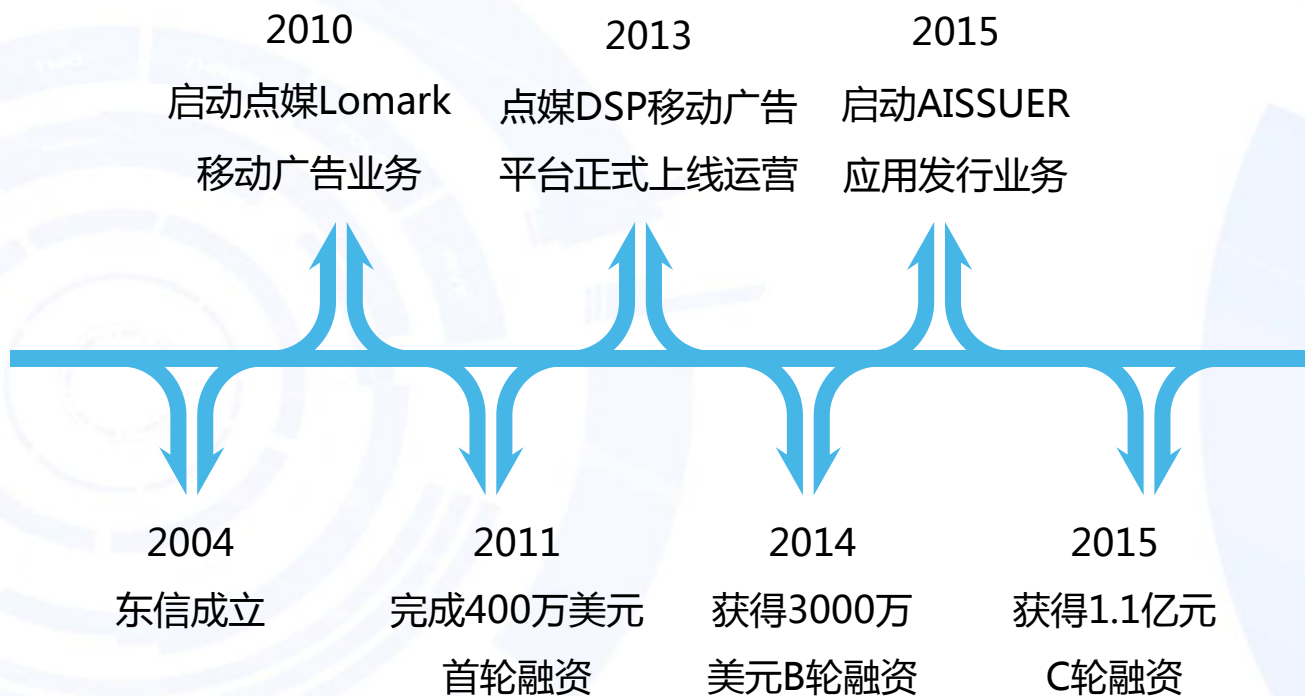 2010
启动点媒Lomark
移动广告业务
2013
点媒DSP移动广告
平台正式上线运营
2015
启动AISSUER
应用发行业务
2004
东信成立
2011
完成400万美元
首轮融资
2014
获得3000万
美元B轮融资
2015
获得1.1亿元
C轮融资